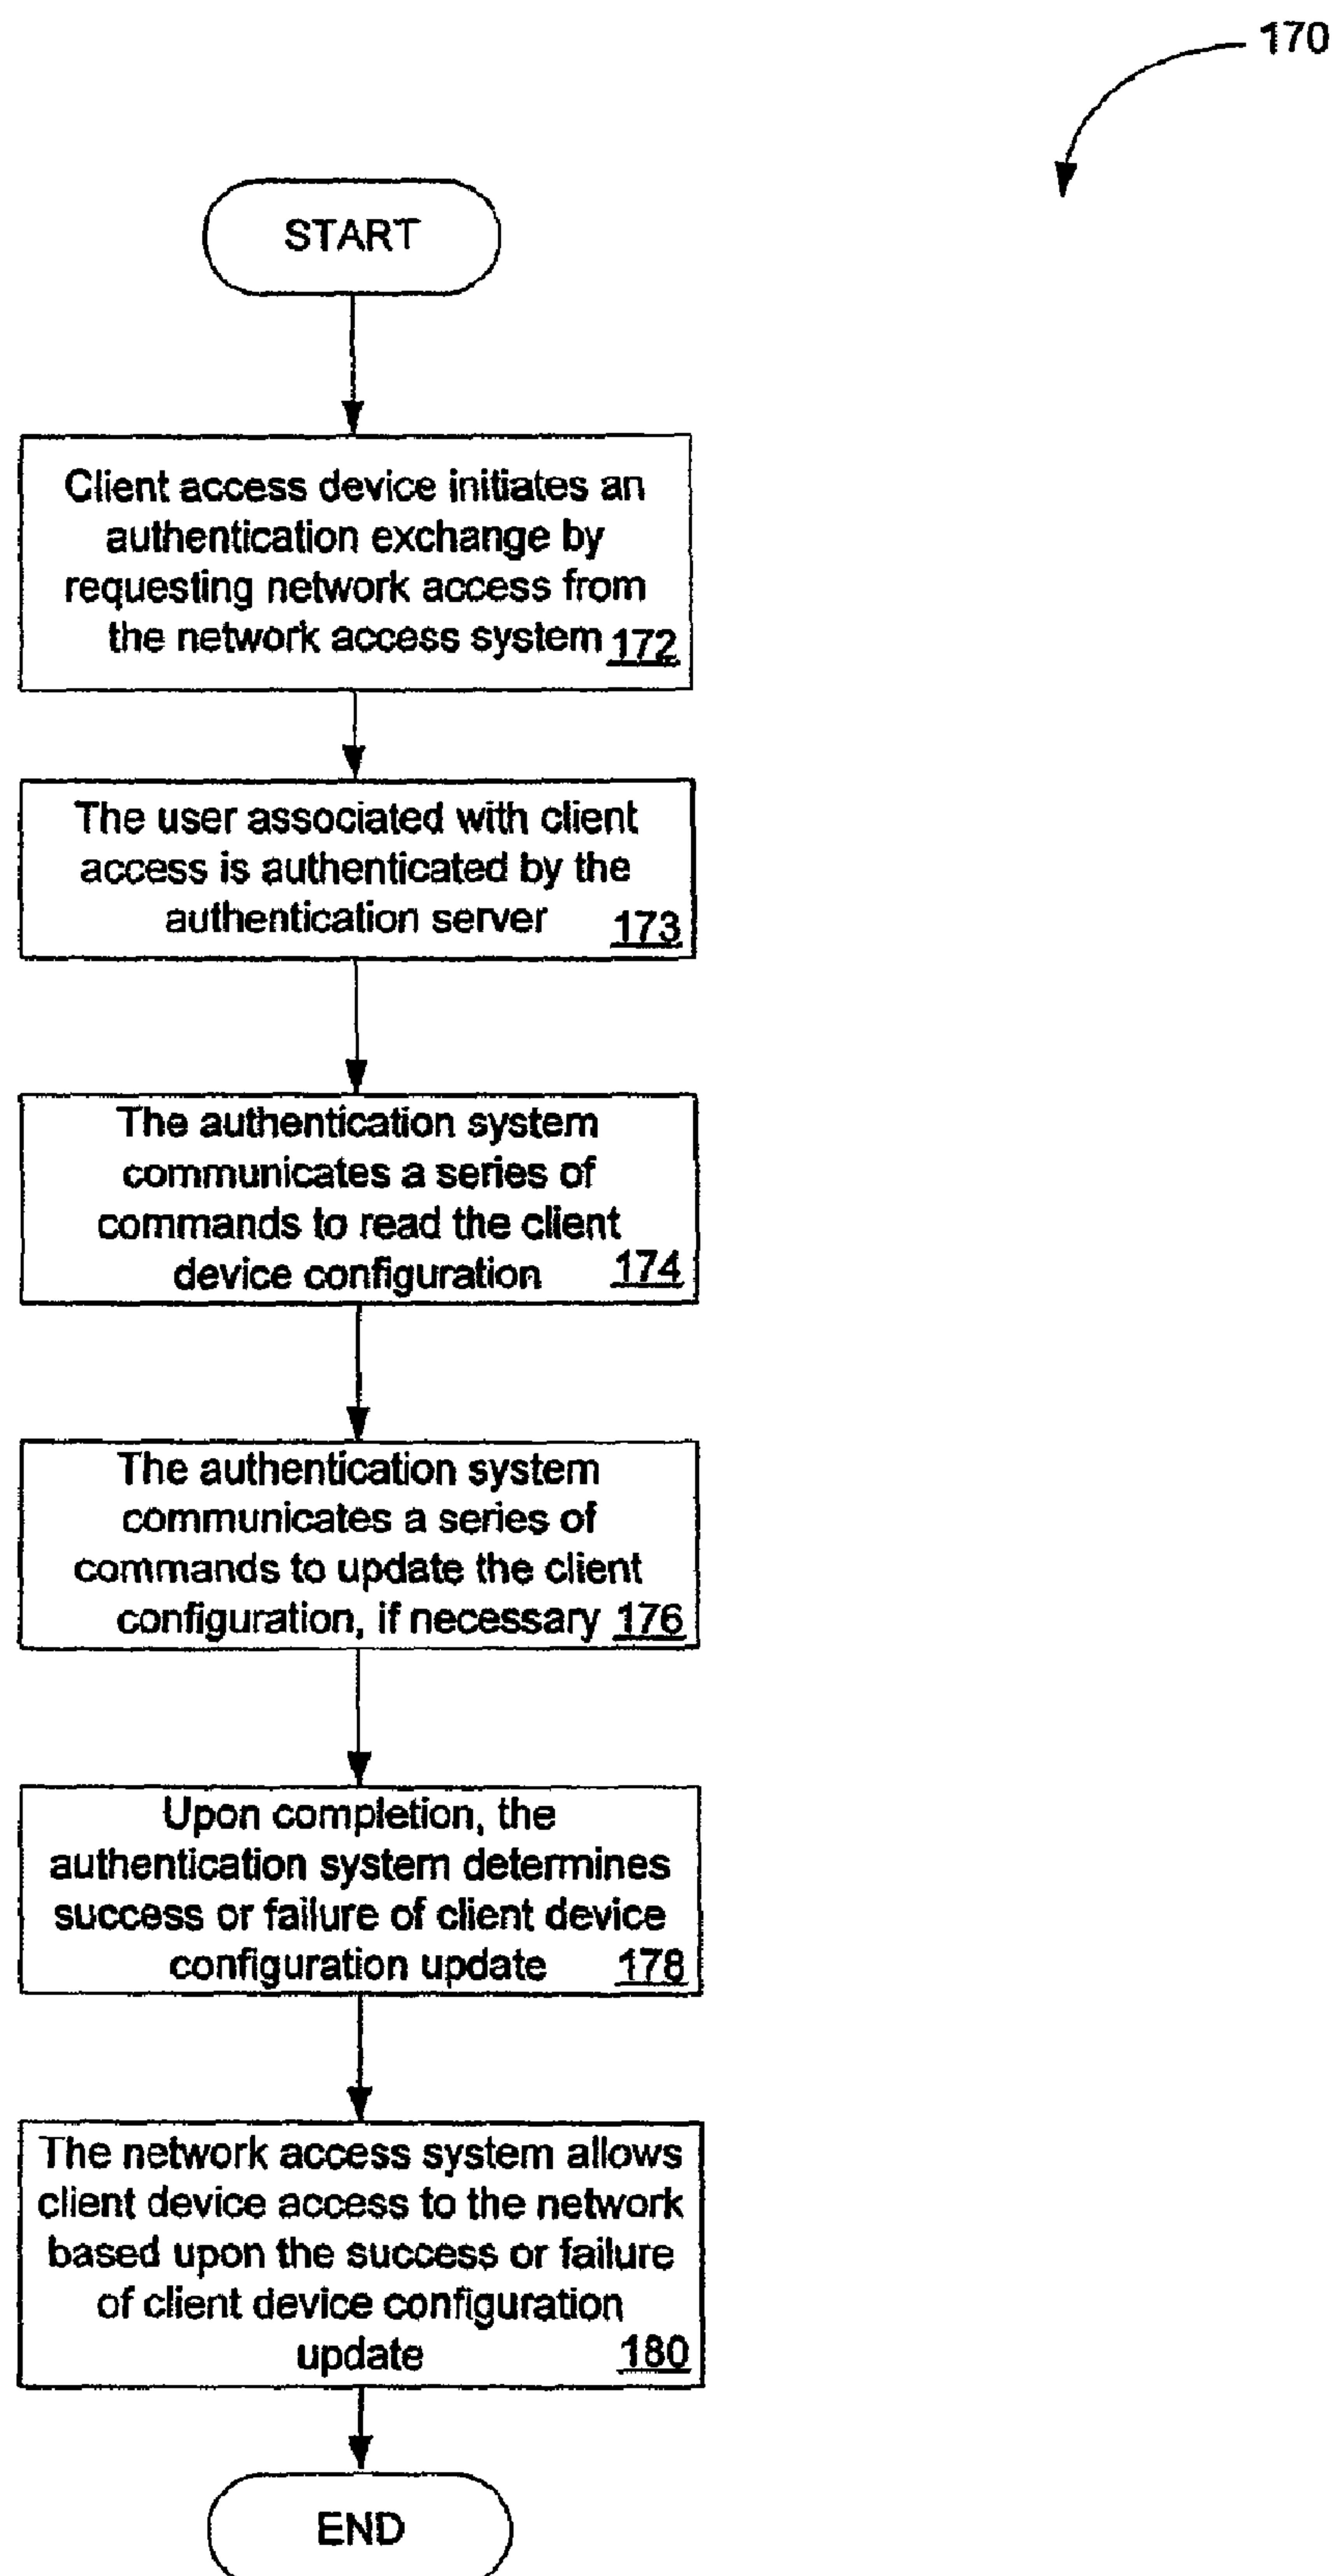 170
START
Client access device initiates an
authentication exchange by
requesting network access from
the network access system 172
The user associated with client
access is authenticated by the
authentication server 173
The authentication system
communicates a series of
commands to read the client
device configuration 174
The authentication system
communicates a series of
commands to update the client
configuration, if necessary 176
Upon completion, the
authentication system determines
success or failure of client device
configuration update 178
The network access system allows
client device access to the network
based upon the success or failure
of client device configuration
update 180
END